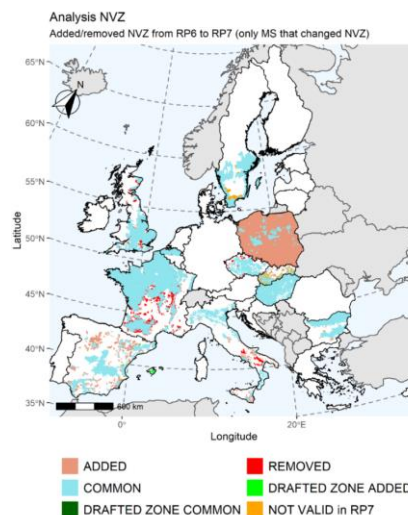 Analysis NVZ
Added/removed NVZ from RP6 to RP7 (only MS that changed NVZ)
65°N
N
60°N
55°N
Latitude
50°N
45°N
40°N
35°N
600 km
0°
20°E
Longitude
ADDED
REMOVED
COMMON
DRAFTED ZONE ADDED
DRAFTED ZONE COMMON
NOT VALID in RP7